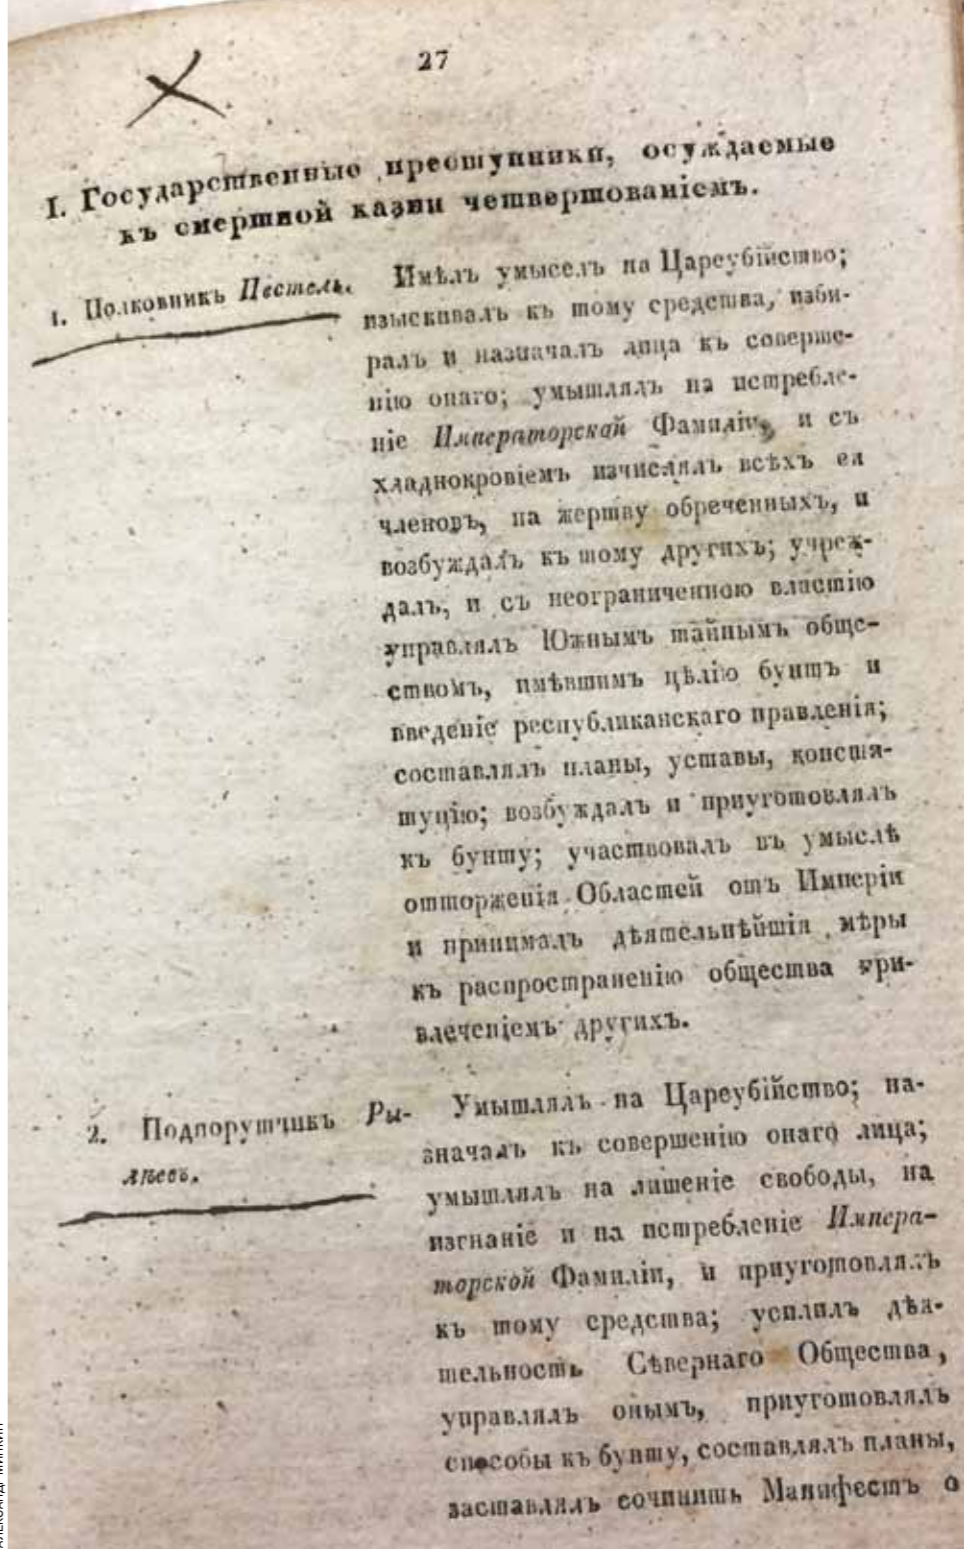 27
I. Государственные преступники, осуждаемые
къ смертной казни четвертованіемъ.
1. Полковникъ Пестель.
Имѣлъ умыселъ на Цареубійство;
изыскивалъ къ тому средства, изби-
ралъ и назначалъ лица къ соверше-
нію онаго; умышлялъ на истребле-
ніе Императорской Фамиліи, и съ
хладнокровіемъ изчислялъ всѣхъ ея
членовъ, на жертву обреченныхъ, и
возбуждалъ къ тому другихъ; учреж-
далъ, и съ неограниченною властію
управлялъ Южнымъ тайнымъ обще-
ствомъ, имѣвшимъ цѣлію бунтъ и
введеніе республиканскаго правленія;
составлялъ планы, уставы, консти-
туцію; возбуждалъ и приуготовлялъ
къ бунту; участвовалъ въ умыслѣ
отторженія Областей отъ Имперіи
и принималъ дѣятельнѣйшія мѣры
къ распространенію общества при-
влеченіемъ другихъ.
2. Подпорутчикъ Ры-
лѣевъ.
Умышлялъ на Цареубійство; на-
значалъ къ совершенію онаго лица;
умышлялъ на лишеніе свободы, на
изгнаніе и на истребленіе Импера-
торской Фамиліи, и приуготовлялъ
къ тому средства; усилилъ дѣя-
тельность Сѣвернаго Общества,
управлялъ онымъ, приуготовлялъ
способы къ бунту, составлялъ планы,
заставлялъ сочинить Манифестъ о